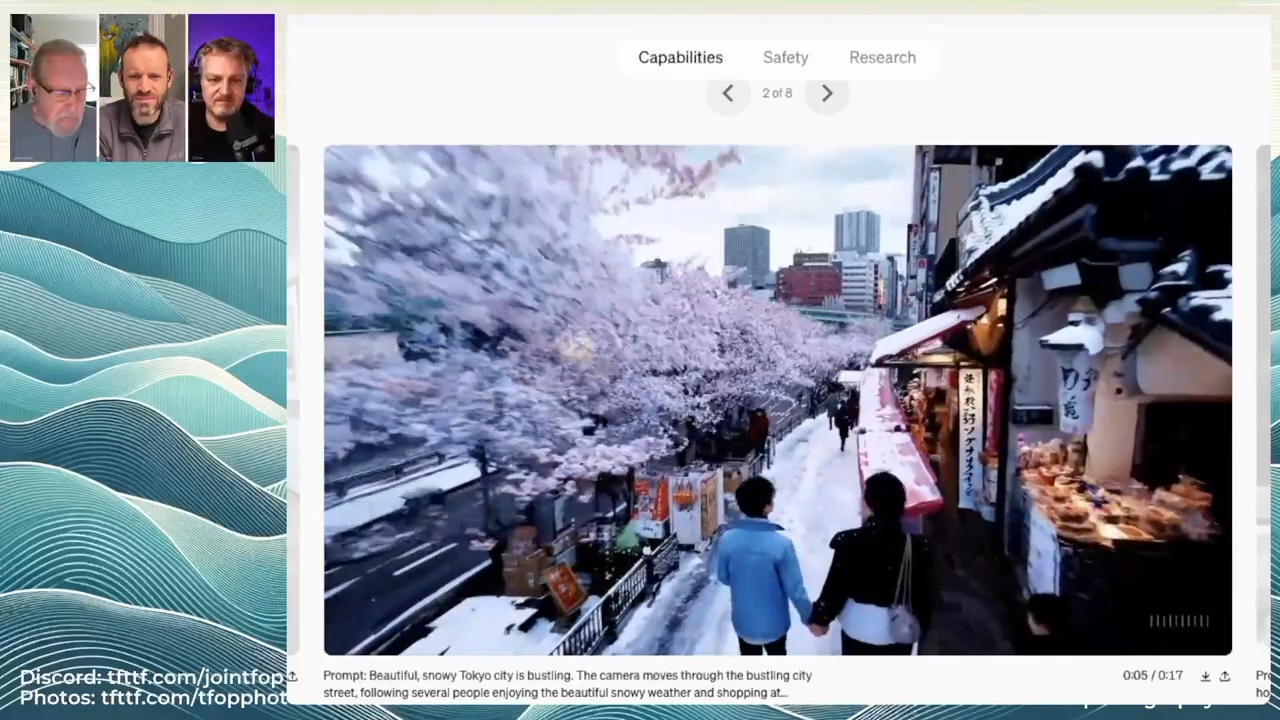 Capabilities
Safety
Research
2 of 8
Prompt: Beautiful, snowy Tokyo city is bustling. The camera moves through the bustling city
street, following several people enjoying the beautiful snowy weather and shopping at...
0:05 / 0:17
Discord: tfttf.com/jointfop
Photos: tfttf.com/tfopphot